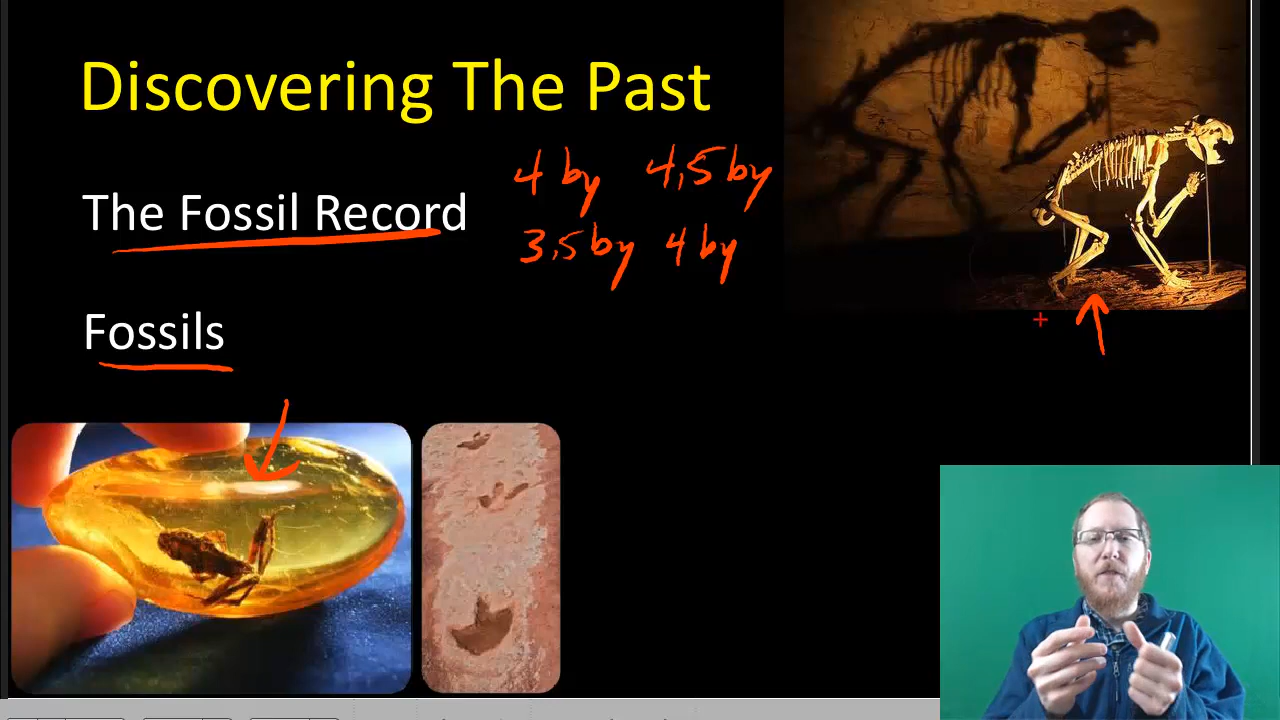 Discovering The Past
4 by 4,5 by
The Fossil Record
3,5 by 4 by
Fossils